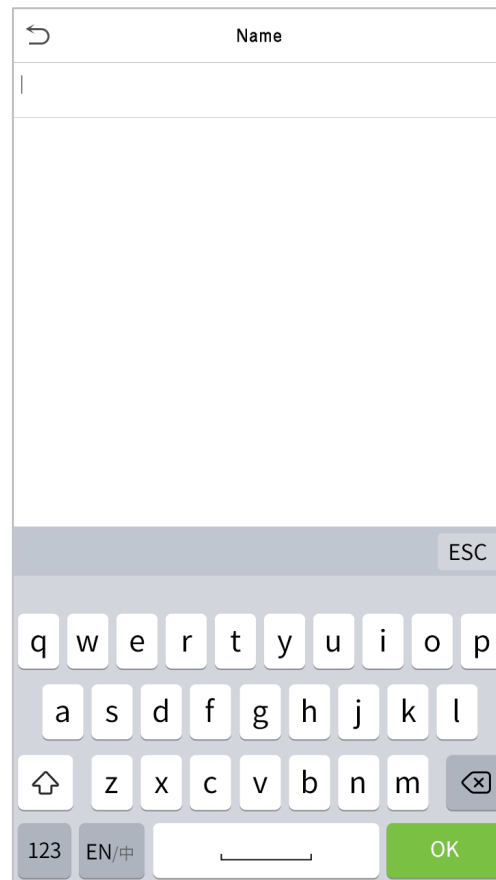 Name
ESC
q w e r t y u i o p
a s d f g h j k l
z x c v b n m
123 EN/中 OK